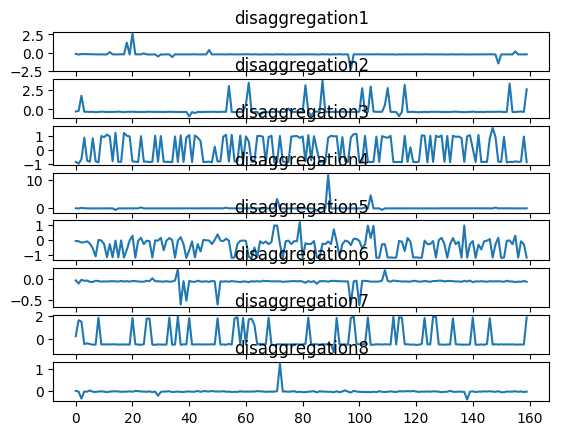 disaggregation1
2.5
0.0
−2.5
disaggregation2
2.5
0.0
disaggregation3
1
0
−1
disaggregation4
10
0
disaggregation5
1
0
−1
disaggregation6
0.0
−0.5
disaggregation7
2
0
disaggregation8
1
0
0 20 40 60 80 100 120 140 160